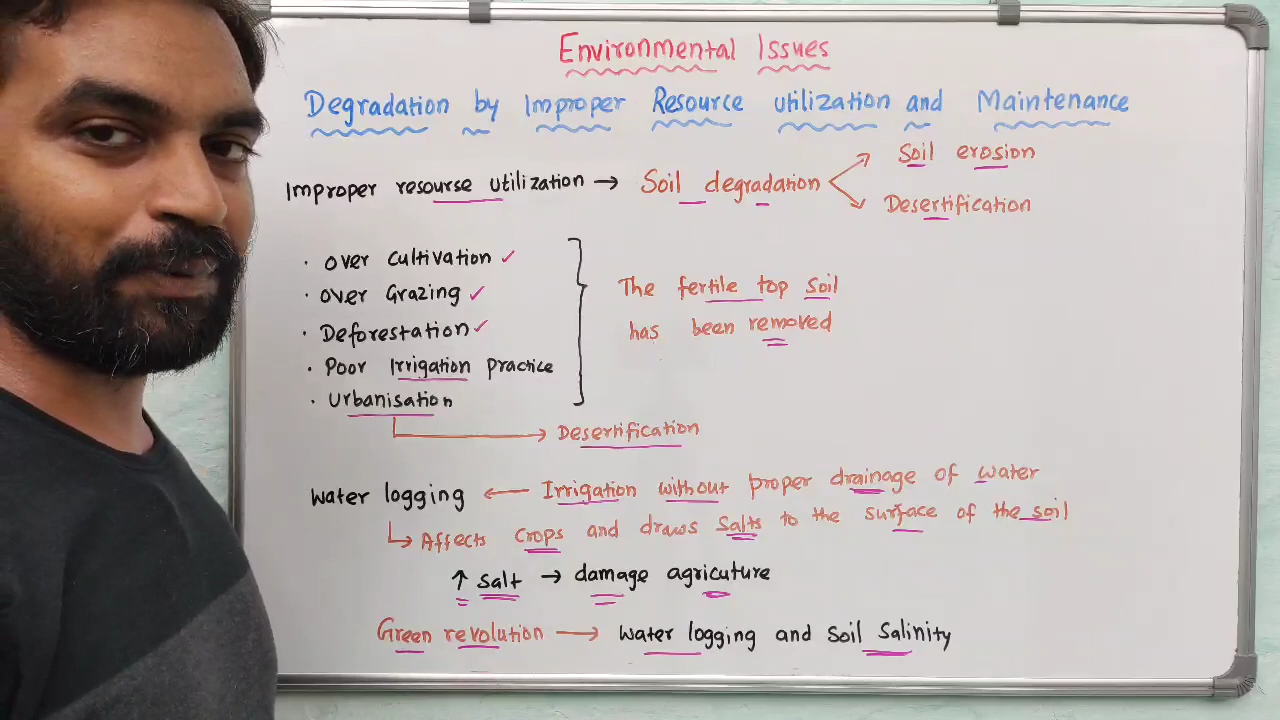 Environmental Issues
Degradation by Improper Resource utilization and Maintenance
Improper resourse utilization → Soil degradation
Soil erosion
Desertification
· over cultivation ✓
· over Grazing ✓
· Deforestation ✓
· Poor Irrigation practice
· Urbanisation
The fertile top soil
has been removed
Desertification
Water logging ← Irrigation without proper drainage of water
Affects crops and draws salts to the surface of the soil
↑ salt → damage agricuture
Green revolution → water logging and soil salinity